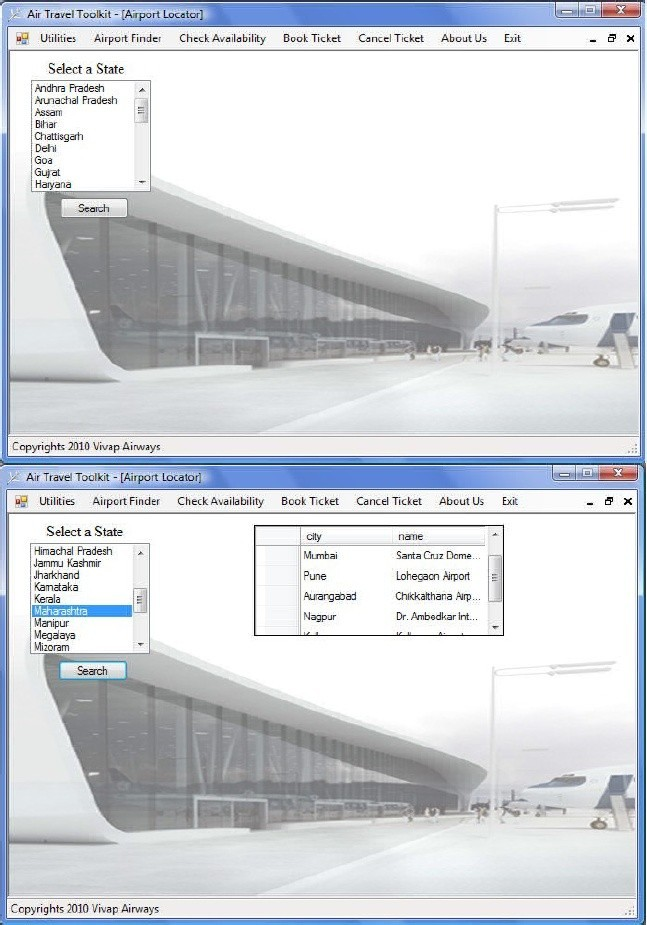 Air Travel Toolkit - [Airport Locator]
Utilities Airport Finder Check Availability Book Ticket Cancel Ticket About Us Exit
Select a State
Andhra Pradesh
Arunachal Pradesh
Assam
Bihar
Chattisgarh
Delhi
Goa
Gujrat
Haryana
Search
Copyrights 2010 Vivap Airways
Air Travel Toolkit - [Airport Locator]
Utilities Airport Finder Check Availability Book Ticket Cancel Ticket About Us Exit
Select a State
Himachal Pradesh
Jammu Kashmir
Jharkhand
Karnataka
Kerala
Maharashtra
Manipur
Megalaya
Mizoram
Search
city name
Mumbai Santa Cruz Dome...
Pune Lohegaon Airport
Aurangabad Chikkalthana Airp...
Nagpur Dr. Ambedkar Int...
Copyrights 2010 Vivap Airways